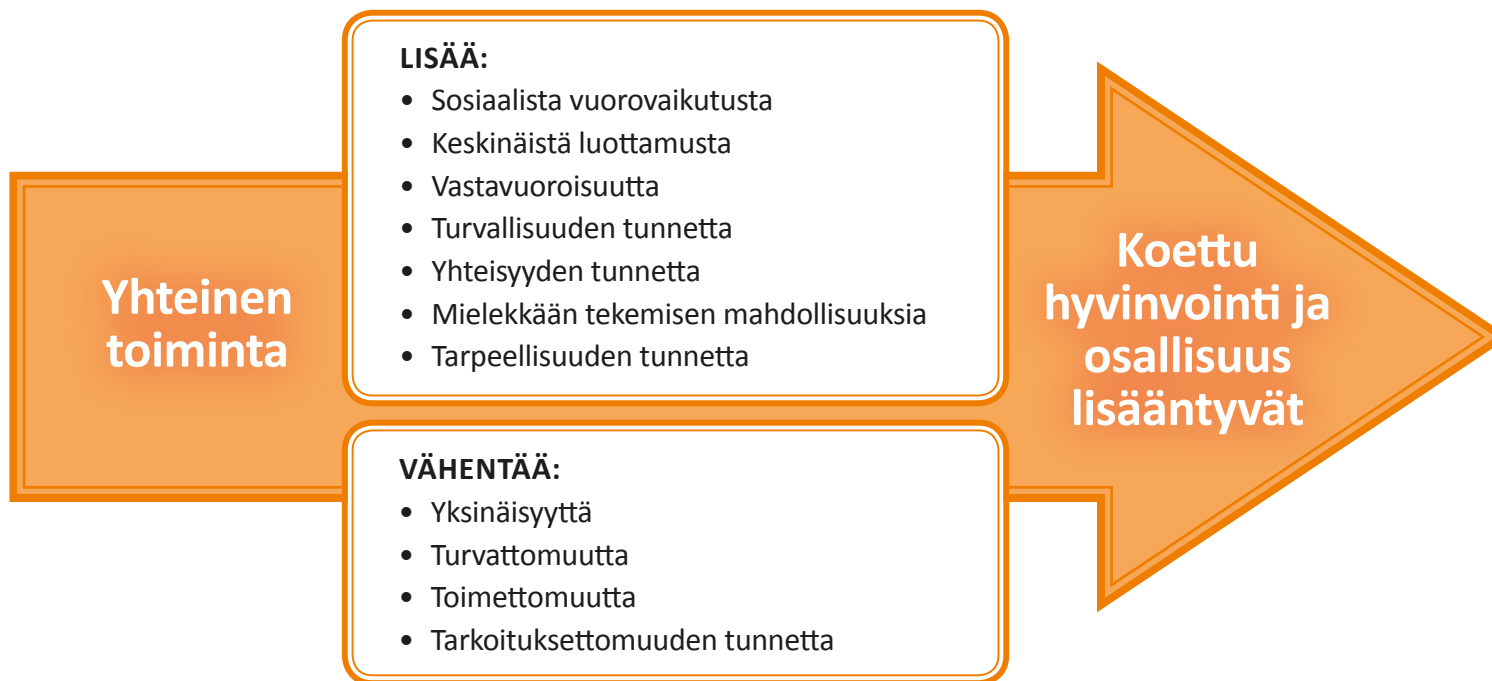 Yhteinen
toiminta
LISÄÄ:
• Sosiaalista vuorovaikutusta
• Keskinäistä luottamusta
• Vastavuoroisuutta
• Turvallisuuden tunnetta
• Yhteisyyden tunnetta
• Mielekkään tekemisen mahdollisuuksia
• Tarpeellisuuden tunnetta
VÄHENTÄÄ:
• Yksinäisyyttä
• Turvattomuutta
• Toimettomuutta
• Tarkoituksettomuuden tunnetta
Koettu
hyvinvointi ja
osallisuus
lisääntyvät